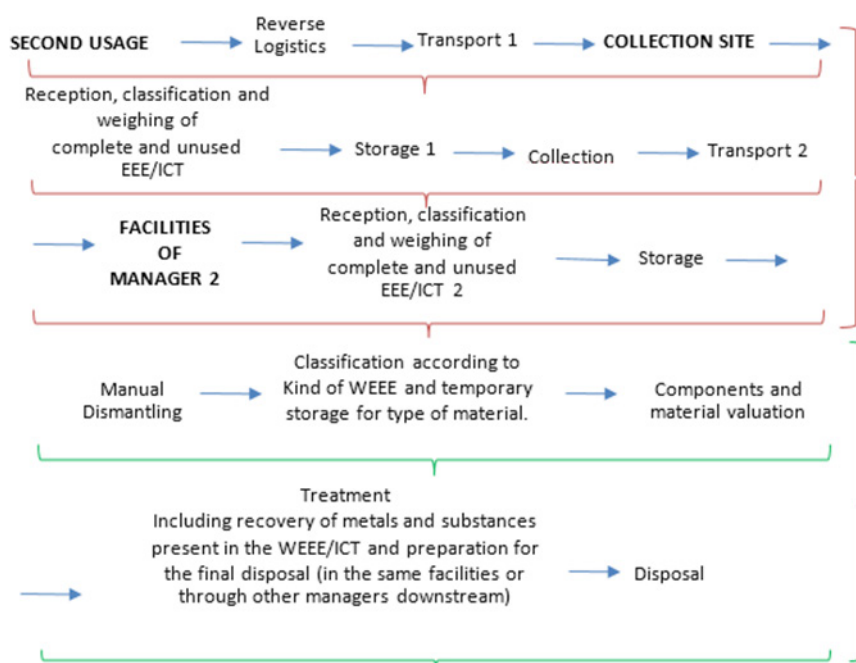 SECOND USAGE
Reverse
Logistics
Transport 1
COLLECTION SITE
Reception, classification and
weighing of
complete and unused
EEE/ICT
Storage 1
Collection
Transport 2
FACILITIES
OF
MANAGER 2
Reception, classification
and weighing of
complete and unused
EEE/ICT 2
Storage
Manual
Dismantling
Classification according to
Kind of WEEE and temporary
storage for type of material.
Components and
material valuation
Treatment
Including recovery of metals and substances
present in the WEEE/ICT and preparation for
the final disposal (in the same facilities or
through other managers downstream)
Disposal